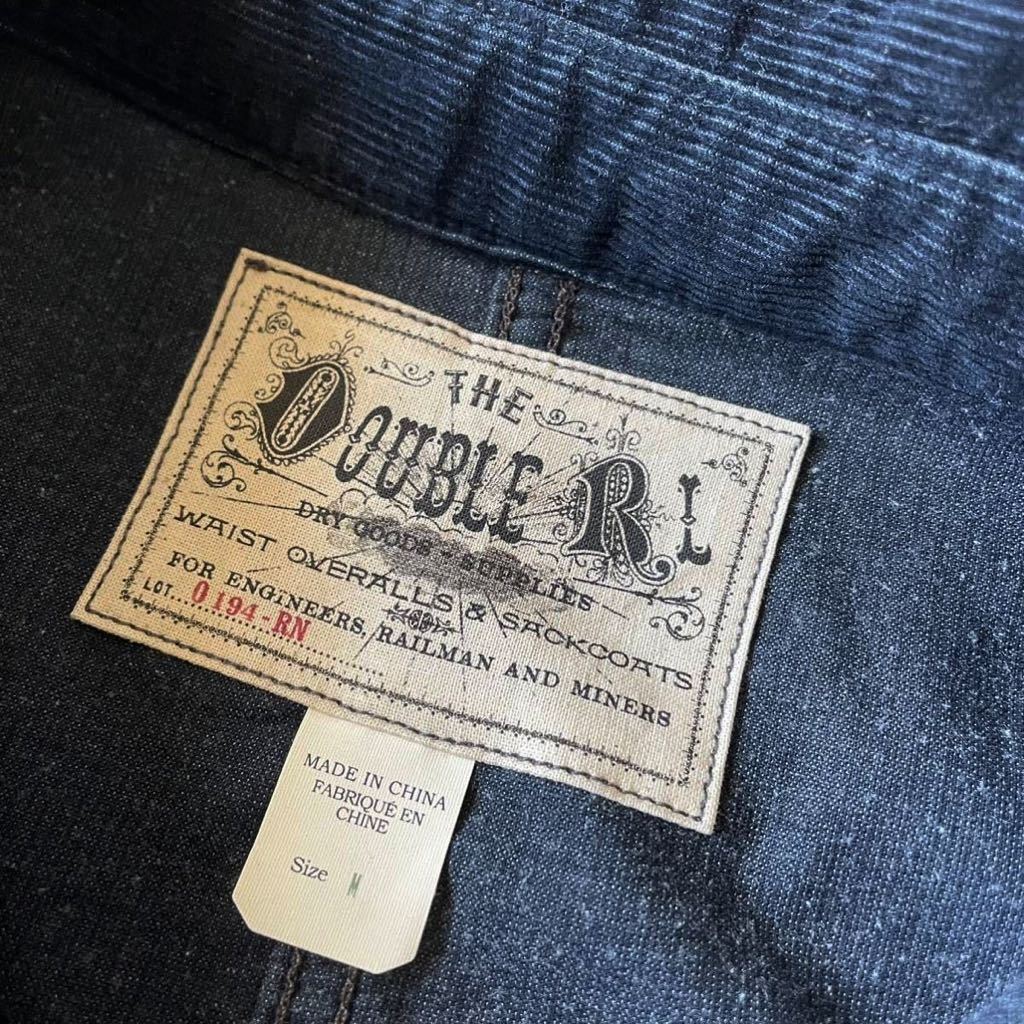 THE
DOUBLE RL
DRY GOODS & SUPPLIES
WAIST OVERALLS & SACKCOATS
FOR ENGINEERS, RAILMAN AND MINERS
LOT....0194-RN..........
MADE IN CHINA
FABRIQUÉ EN
CHINE
Size M